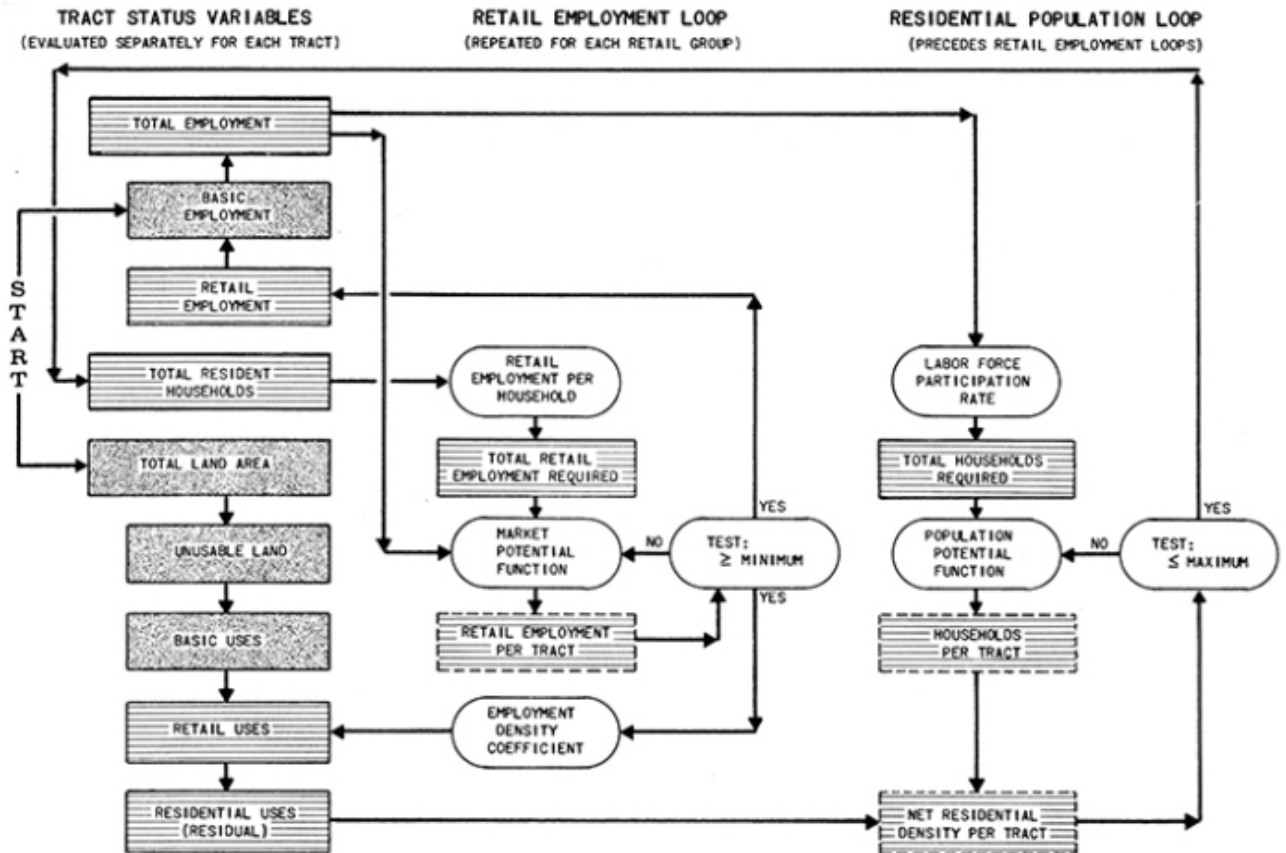 TRACT STATUS VARIABLES
(EVALUATED SEPARATELY FOR EACH TRACT)
RETAIL EMPLOYMENT LOOP
(REPEATED FOR EACH RETAIL GROUP)
RESIDENTIAL POPULATION LOOP
(PRECEDES RETAIL EMPLOYMENT LOOPS)
START
TOTAL EMPLOYMENT
BASIC
EMPLOYMENT
RETAIL
EMPLOYMENT
TOTAL RESIDENT
HOUSEHOLDS
TOTAL LAND AREA
UNUSABLE LAND
BASIC USES
RETAIL USES
RESIDENTIAL USES
(RESIDUAL)
RETAIL
EMPLOYMENT PER
HOUSEHOLD
TOTAL RETAIL
EMPLOYMENT REQUIRED
MARKET
POTENTIAL
FUNCTION
RETAIL EMPLOYMENT
PER TRACT
EMPLOYMENT
DENSITY
COEFFICIENT
YES
NO
TEST:
≥ MINIMUM
YES
LABOR FORCE
PARTICIPATION
RATE
TOTAL HOUSEHOLDS
REQUIRED
POPULATION
POTENTIAL
FUNCTION
HOUSEHOLDS
PER TRACT
NET RESIDENTIAL
DENSITY PER TRACT
YES
NO
TEST:
≤ MAXIMUM